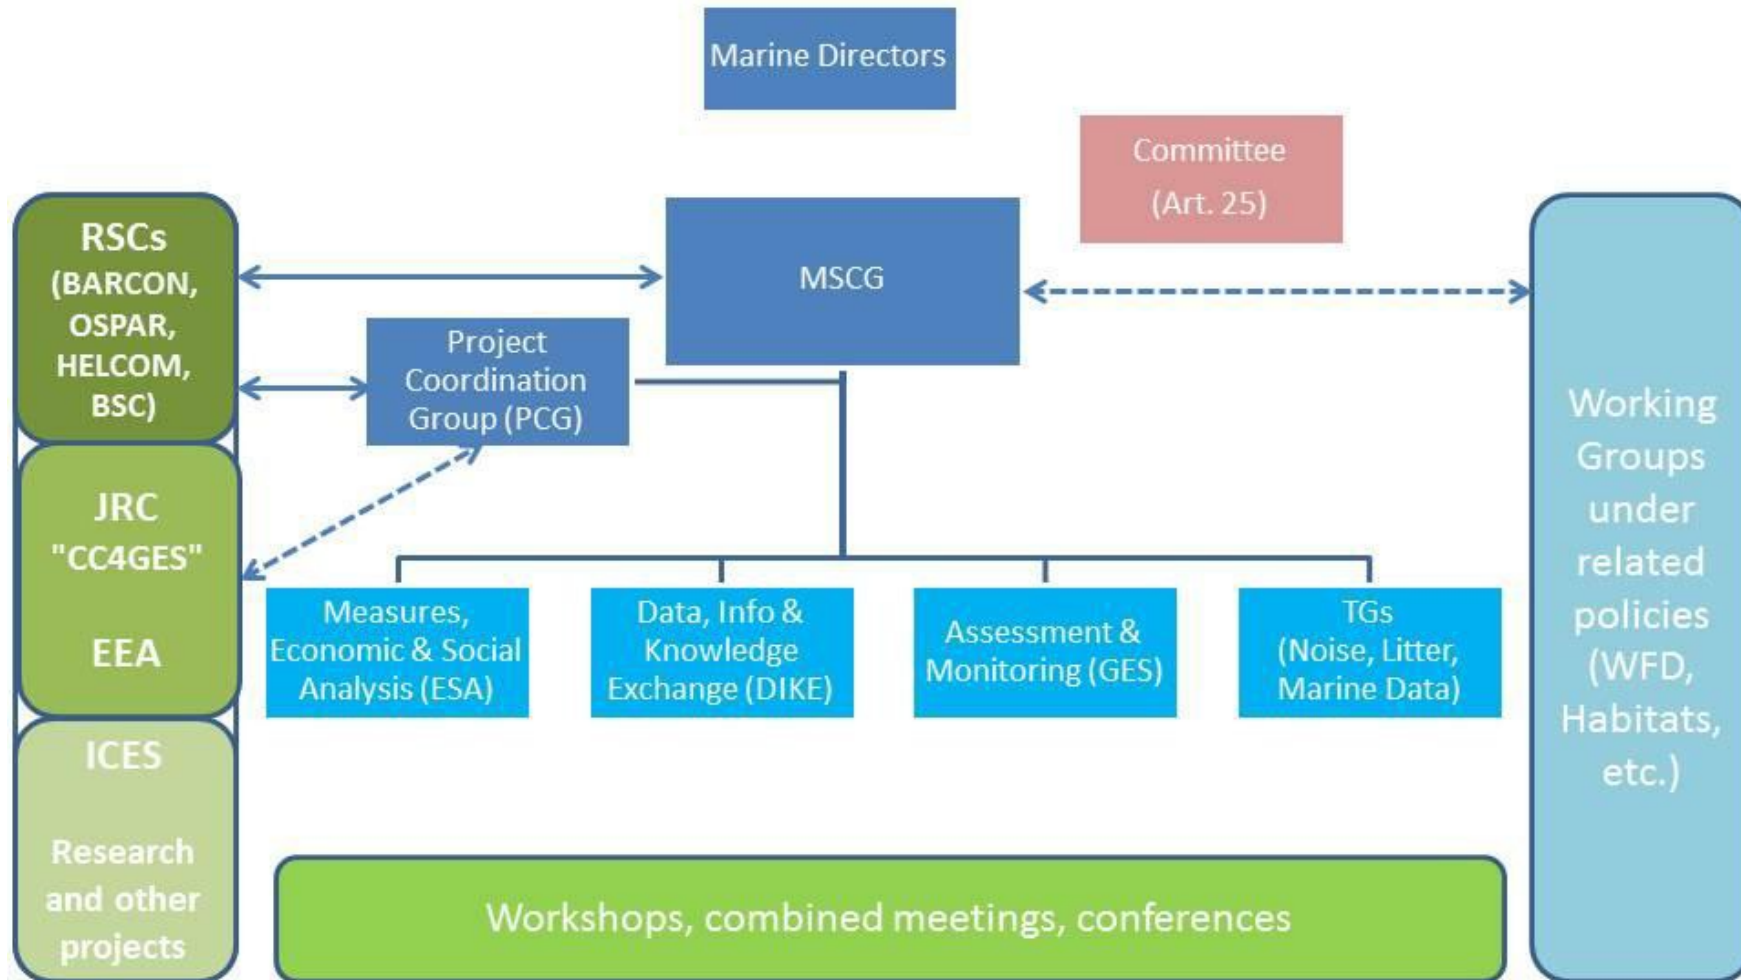 Marine Directors
Committee
(Art. 25)
RSCs
(BARCON,
OSPAR,
HELCOM,
BSC)
MSCG
Project
Coordination
Group (PCG)
JRC
"CC4GES"
EEA
ICES
Research
and other
projects
Measures,
Economic & Social
Analysis (ESA)
Data, Info &
Knowledge
Exchange (DIKE)
Assessment &
Monitoring (GES)
TGs
(Noise, Litter,
Marine Data)
Working
Groups
under
related
policies
(WFD,
Habitats,
etc.)
Workshops, combined meetings, conferences